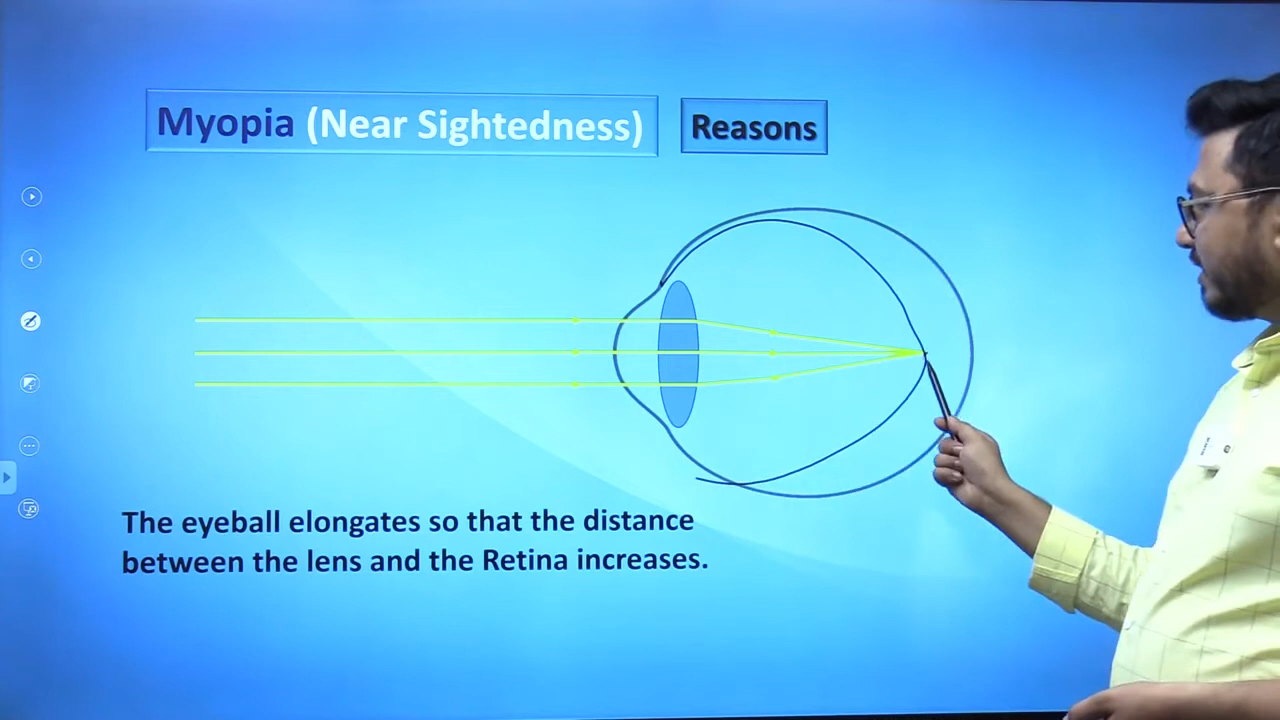 Myopia (Near Sightedness)
Reasons
The eyeball elongates so that the distance
between the lens and the Retina increases.